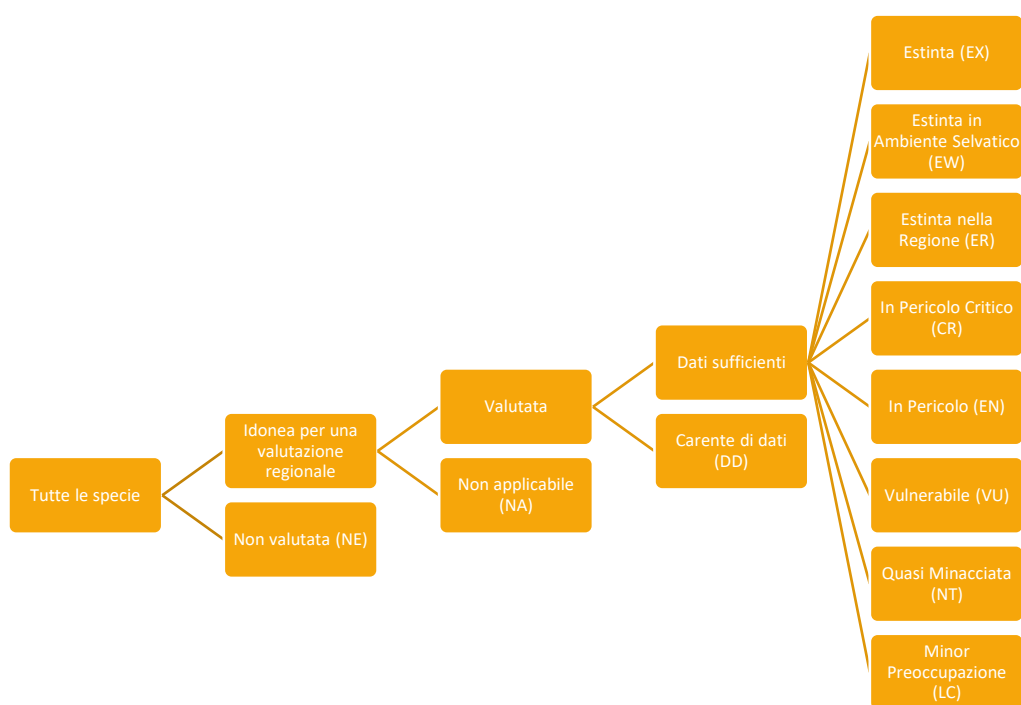 Tutte le specie
Idonea per una
valutazione
regionale
Non valutata (NE)
Valutata
Non applicabile
(NA)
Dati sufficienti
Carente di dati
(DD)
Estinta (EX)
Estinta in
Ambiente Selvatico
(EW)
Estinta nella
Regione (ER)
In Pericolo Critico
(CR)
In Pericolo (EN)
Vulnerabile (VU)
Quasi Minacciata
(NT)
Minor
Preoccupazione
(LC)